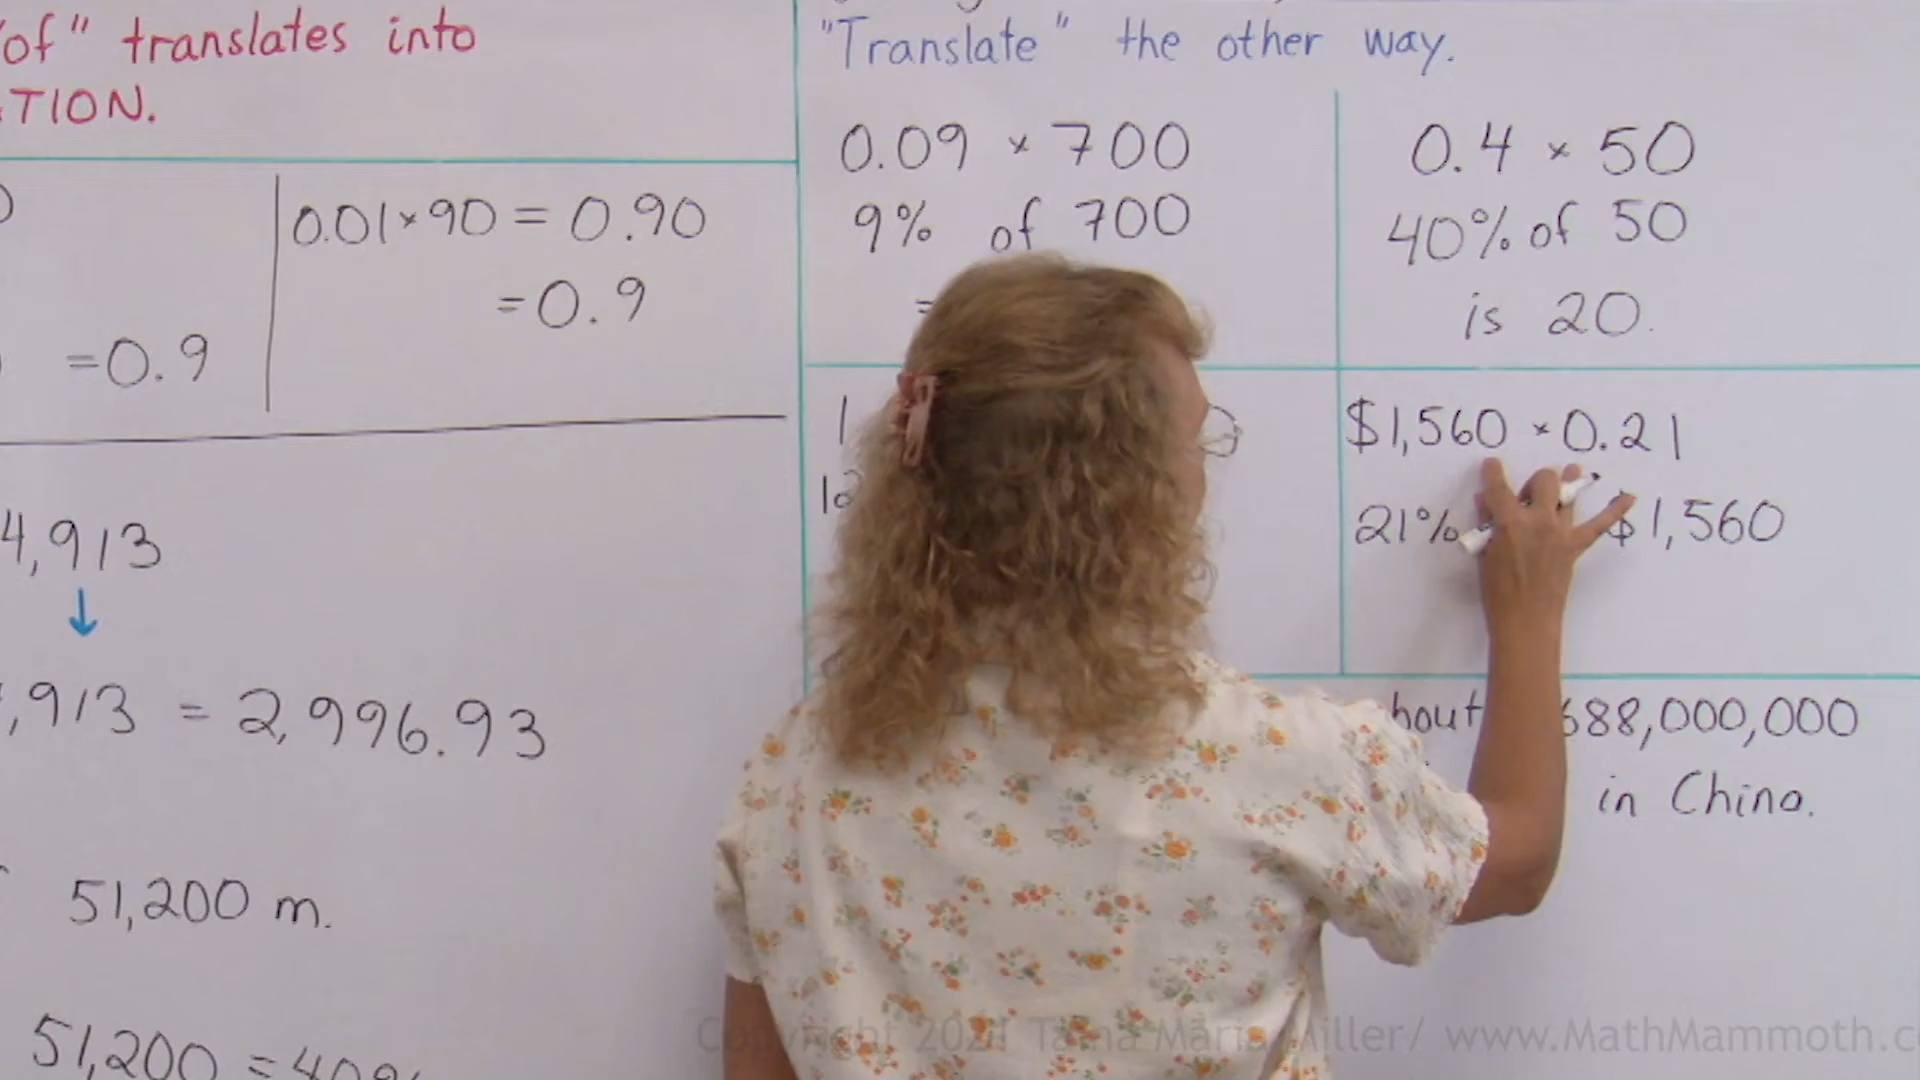 "of" translates into
TION.
0.01 × 90 = 0.90
= 0.9
= 0.9
4,913
,913 = 2,996.93
51,200 m.
51,200 =
"Translate" the other way.
0.09 × 700
9% of 700
=
0.4 × 50
40% of 50
is 20.
$1,560 × 0.21
21% $1,560
688,000,000
in China.
Copyright 2021 Taina Maria Miller/ www.MathMammoth.c